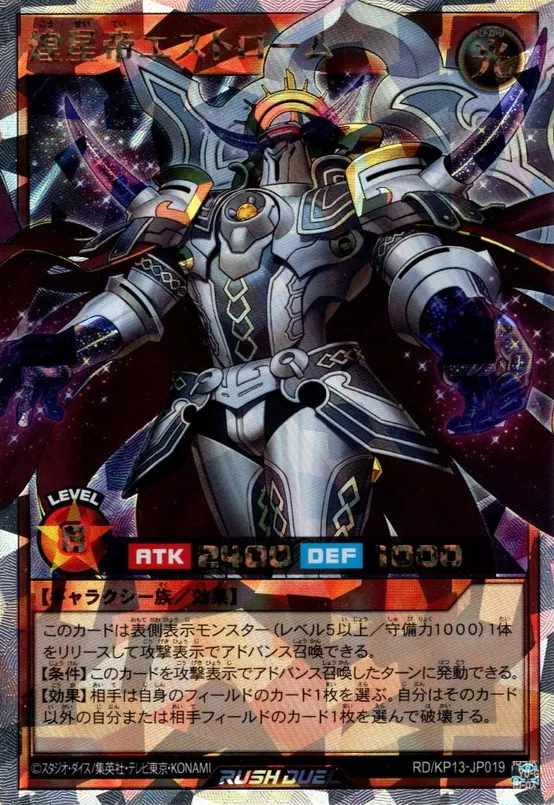 煌星帝エストローム
光
LEVEL
8
ATK 2400 DEF 1000
【ギャラクシー族/効果】
このカードは表側表示モンスター(レベル5以上/守備力1000)1体
をリリースして攻撃表示でアドバンス召喚できる。
【条件】このカードを攻撃表示でアドバンス召喚したターンに発動できる。
【効果】相手は自身のフィールドのカード1枚を選ぶ。自分はそのカード
以外の自分または相手フィールドのカード1枚を選んで破壊する。
©スタジオ・ダイス/集英社・テレビ東京・KONAMI
RUSH DUEL
RD/KP13-JP019